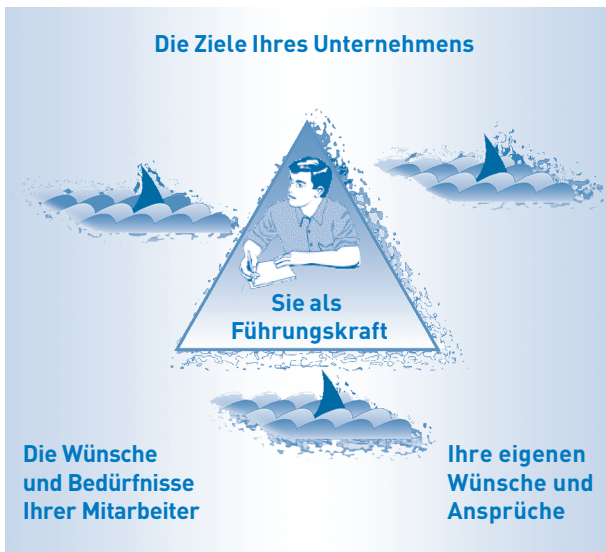 Die Ziele Ihres Unternehmens
Sie als
Führungskraft
Die Wünsche
und Bedürfnisse
Ihrer Mitarbeiter
Ihre eigenen
Wünsche und
Ansprüche